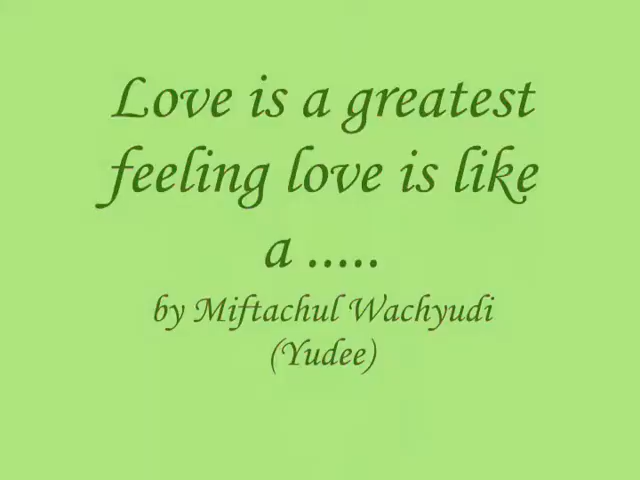 Love is a greatest
feeling love is like
a .....
by Miftachul Wachyudi
(Yudee)